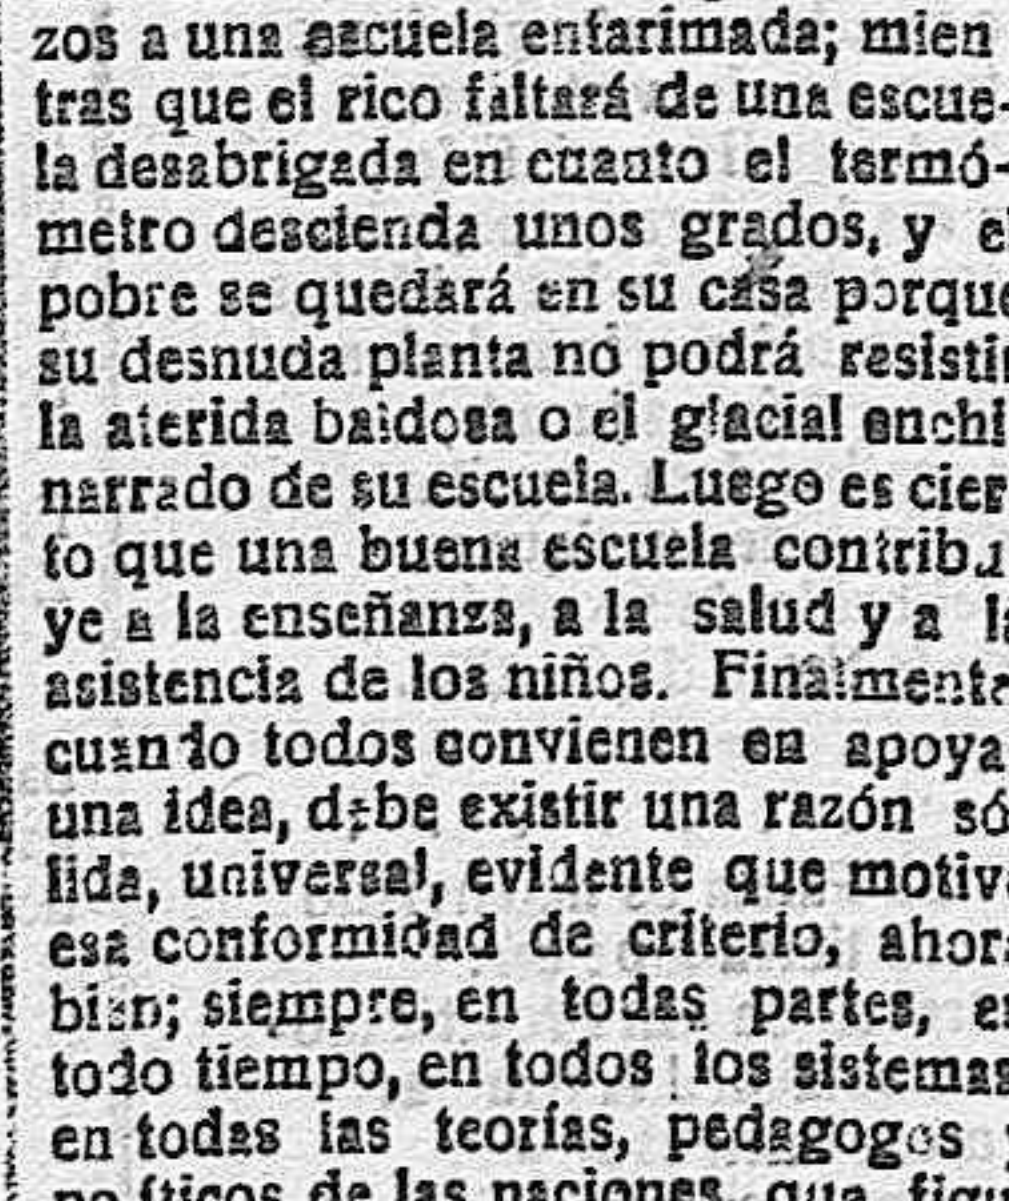 zos a una escuela entarimada; mien
tras que el rico faltará de una escue-
la desabrigada en cuanto el termó-
metro descienda unos grados, y el
pobre se quedará en su casa porque
su desnuda planta no podrá resistir
la aterida baldosa o el glacial enchi
narrado de su escuela. Luego es cier
to que una buena escuela contribu
ye a la enseñanza, a la salud y a la
asistencia de los niños. Finalmente
cuando todos convienen en apoya
una idea, debe existir una razón só
lida, universal, evidente que motiva
esa conformidad de criterio, ahora
bien; siempre, en todas partes, en
todo tiempo, en todos los sistemas
en todas las teorías, pedagogos
de las naciones que